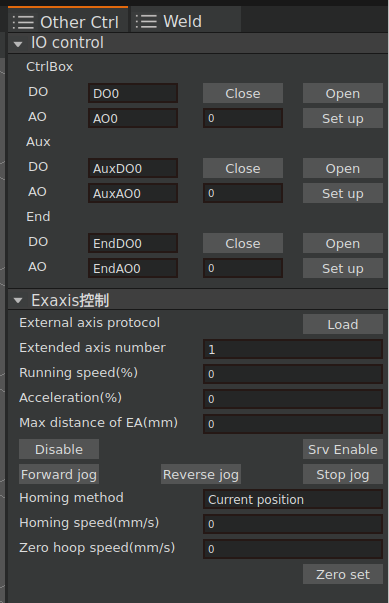 Other Ctrl Weld
IO control
CtrlBox
DO DO0 Close Open
AO AO0 0 Set up
Aux
DO AuxDO0 Close Open
AO AuxAO0 0 Set up
End
DO EndDO0 Close Open
AO EndAO0 0 Set up
Exaxis控制
External axis protocol Load
Extended axis number 1
Running speed(%) 0
Acceleration(%) 0
Max distance of EA(mm) 0
Disable Srv Enable
Forward jog Reverse jog Stop jog
Homing method Current position
Homing speed(mm/s) 0
Zero hoop speed(mm/s) 0
Zero set